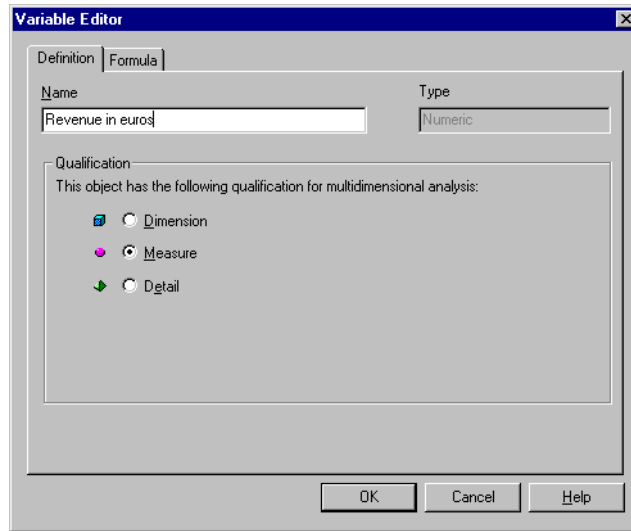 Variable Editor
Definition
Formula
Name
Type
Revenue in euros
Numeric
Qualification
This object has the following qualification for multidimensional analysis:
Dimension
Measure
Detail
OK
Cancel
Help